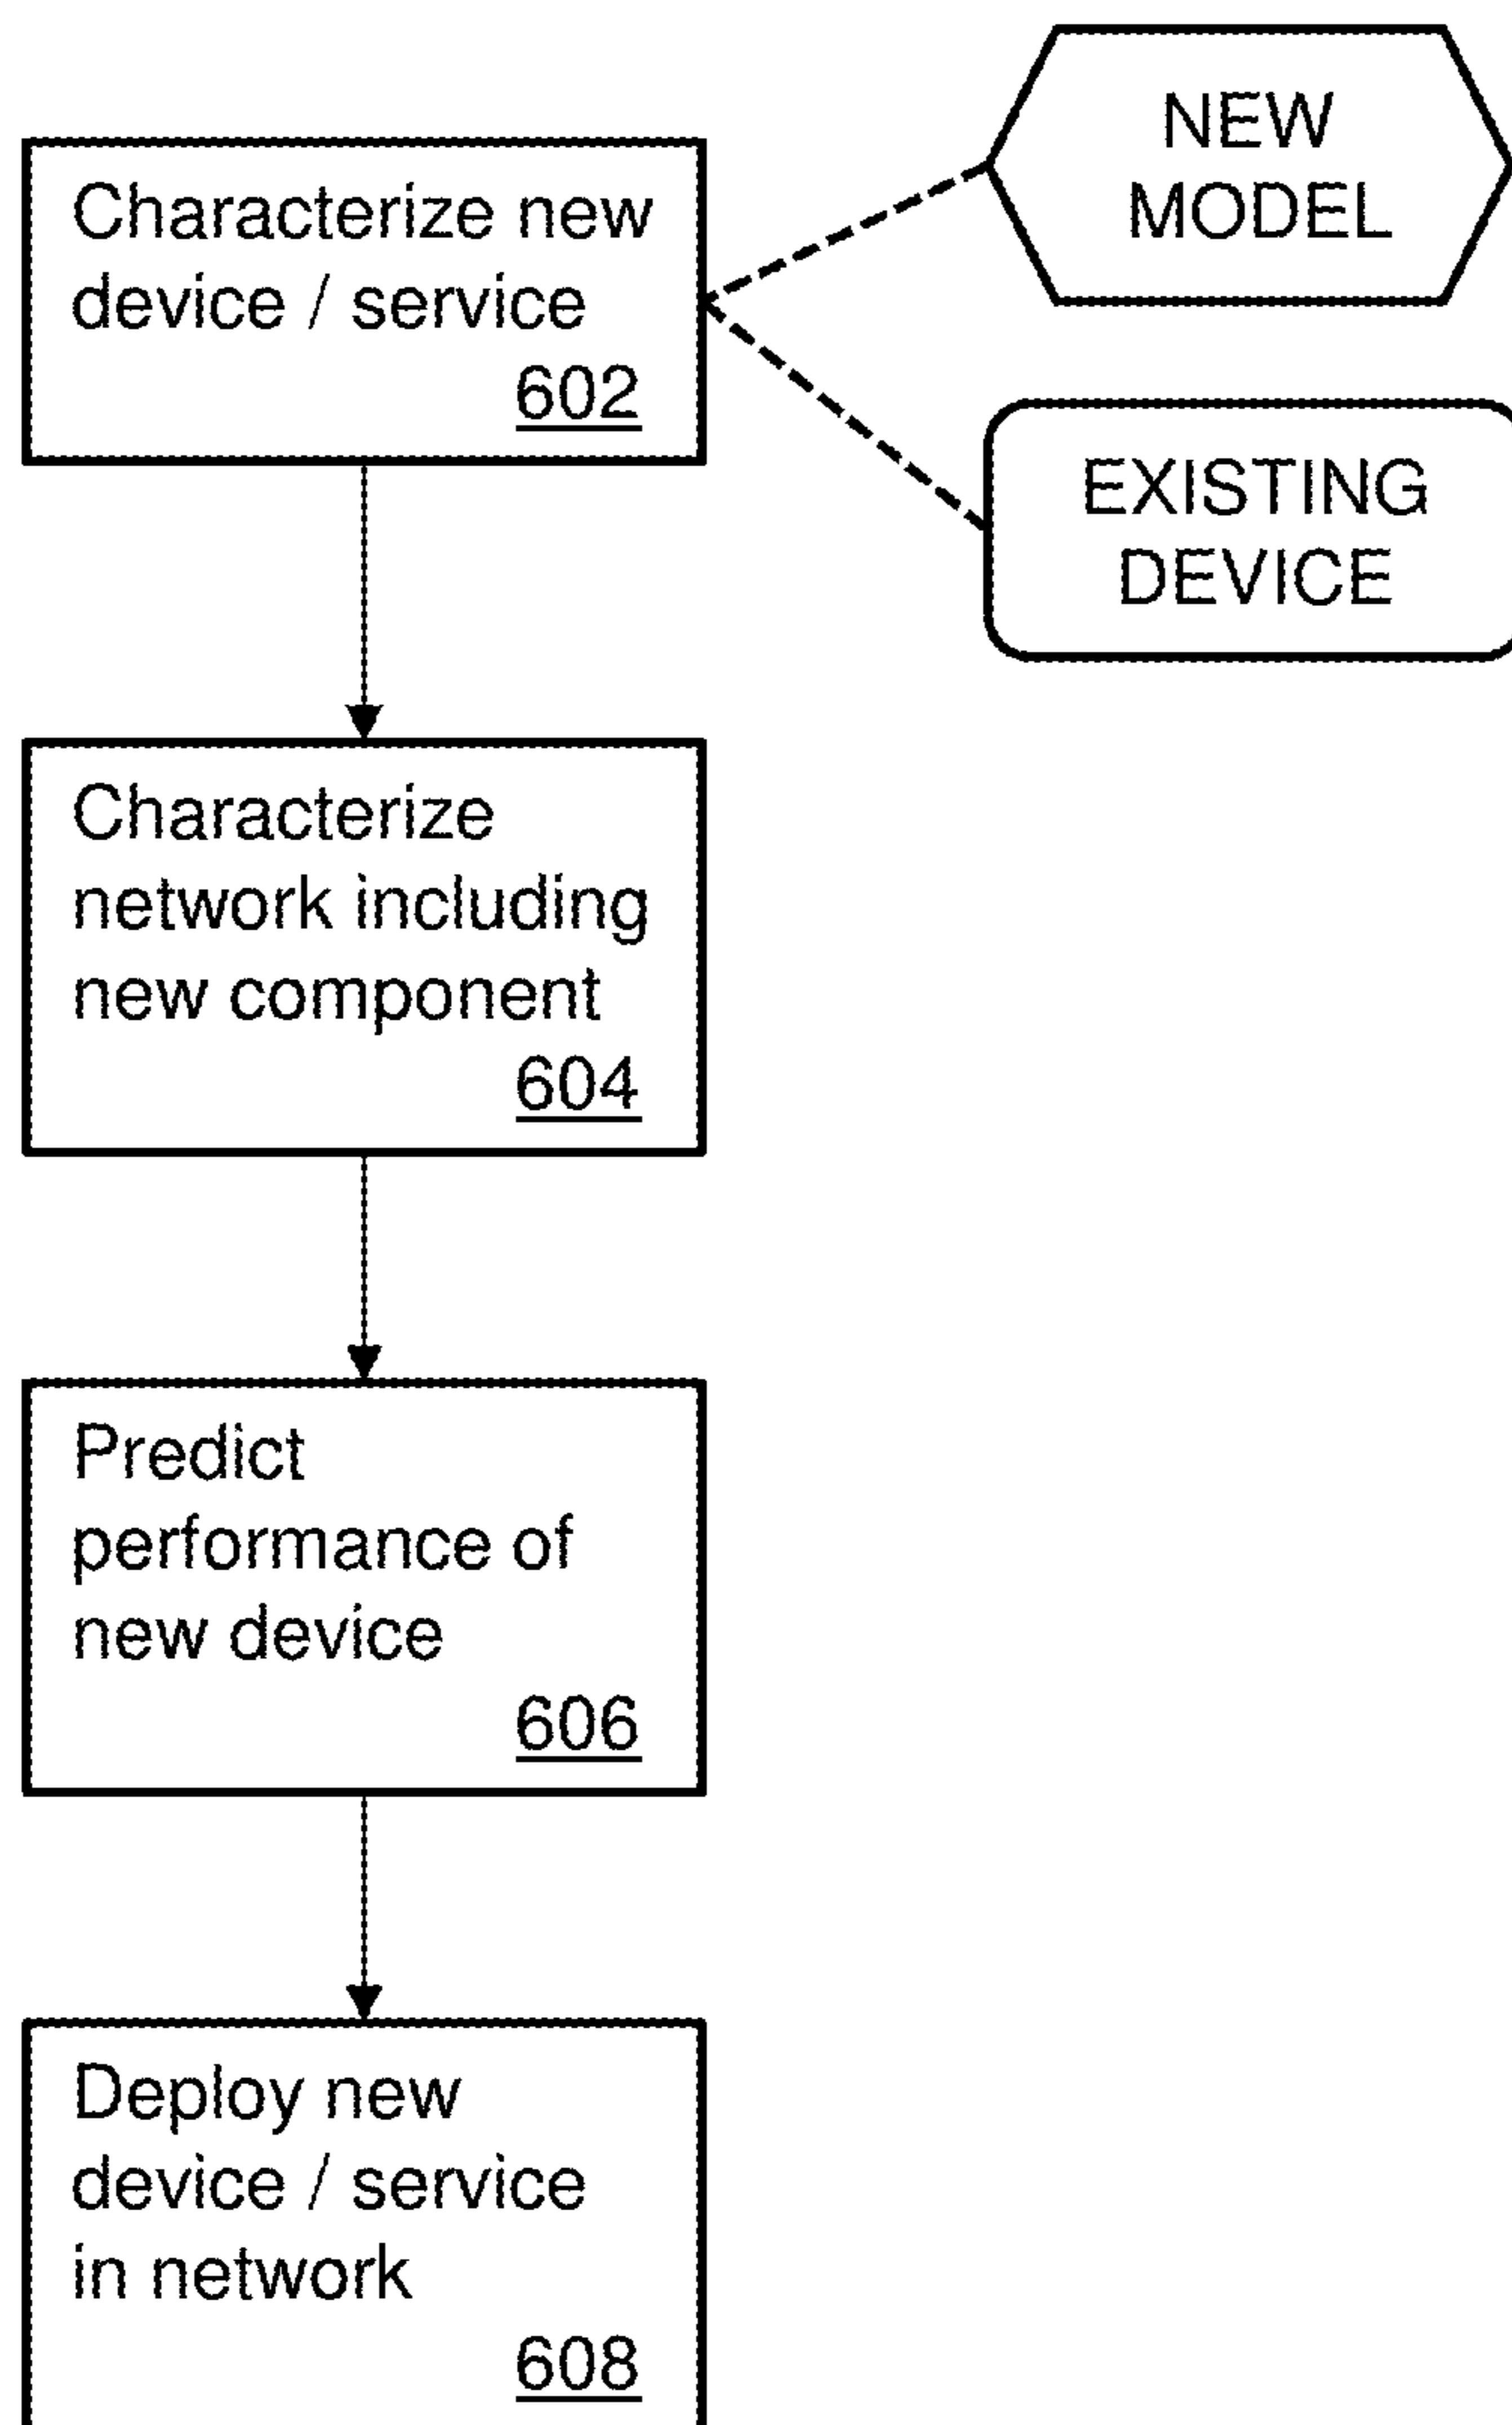 NEW
MODEL
Characterize new
device / service
602
EXISTING
DEVICE
Characterize
network including
new component
604
Predict
performance of
new device
606
Deploy new
device / service
in network
608